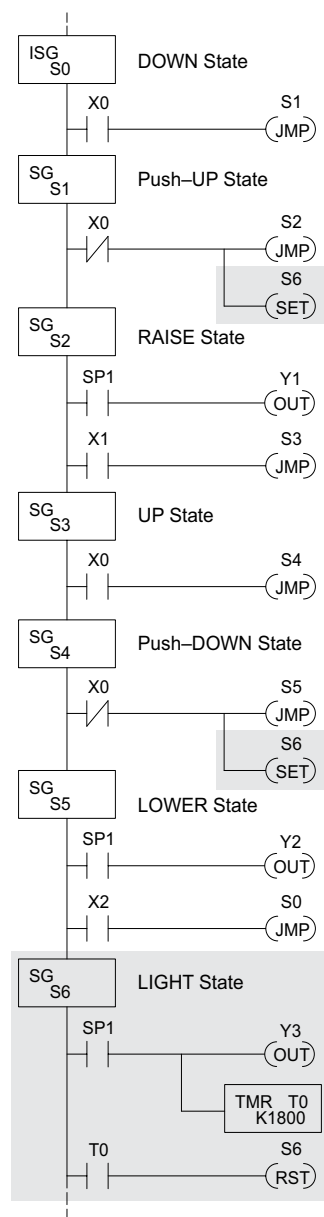 ISG
S0
DOWN State
X0
S1
JMP
SG
S1
Push–UP State
X0
S2
JMP
S6
SET
SG
S2
RAISE State
SP1
Y1
OUT
X1
S3
JMP
SG
S3
UP State
X0
S4
JMP
SG
S4
Push–DOWN State
X0
S5
JMP
S6
SET
SG
S5
LOWER State
SP1
Y2
OUT
X2
S0
JMP
SG
S6
LIGHT State
SP1
Y3
OUT
TMR T0
K1800
T0
S6
RST